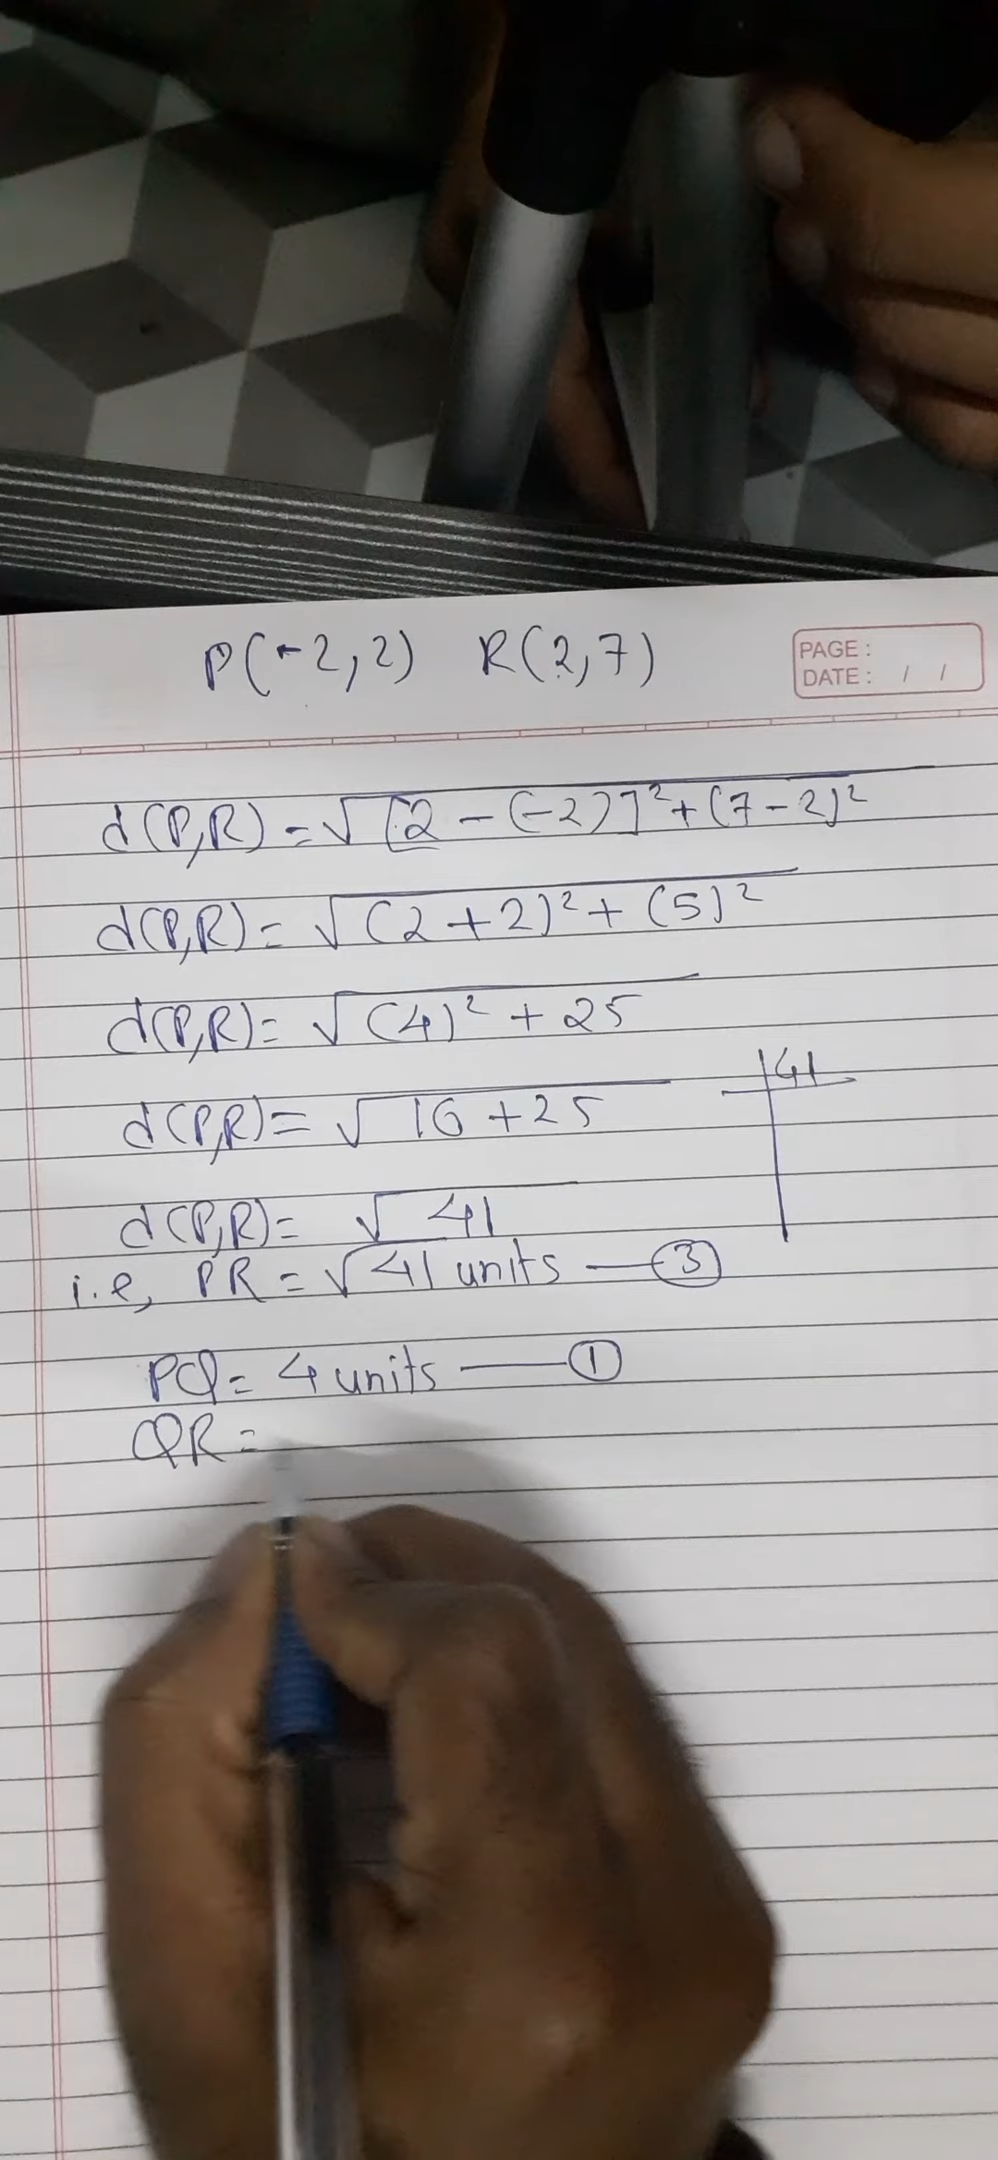 P(-2,2) R(2,7)
PAGE :
DATE : / /
d(P,R) = √[2-(-2)]²+(7-2)²
d(P,R) = √(2+2)²+(5)²
d(P,R) = √(4)²+25
41
d(P,R) = √16+25
d(P,R) = √41
i.e, PR = √41 units — ③
PQ = 4 units — ①
QR =